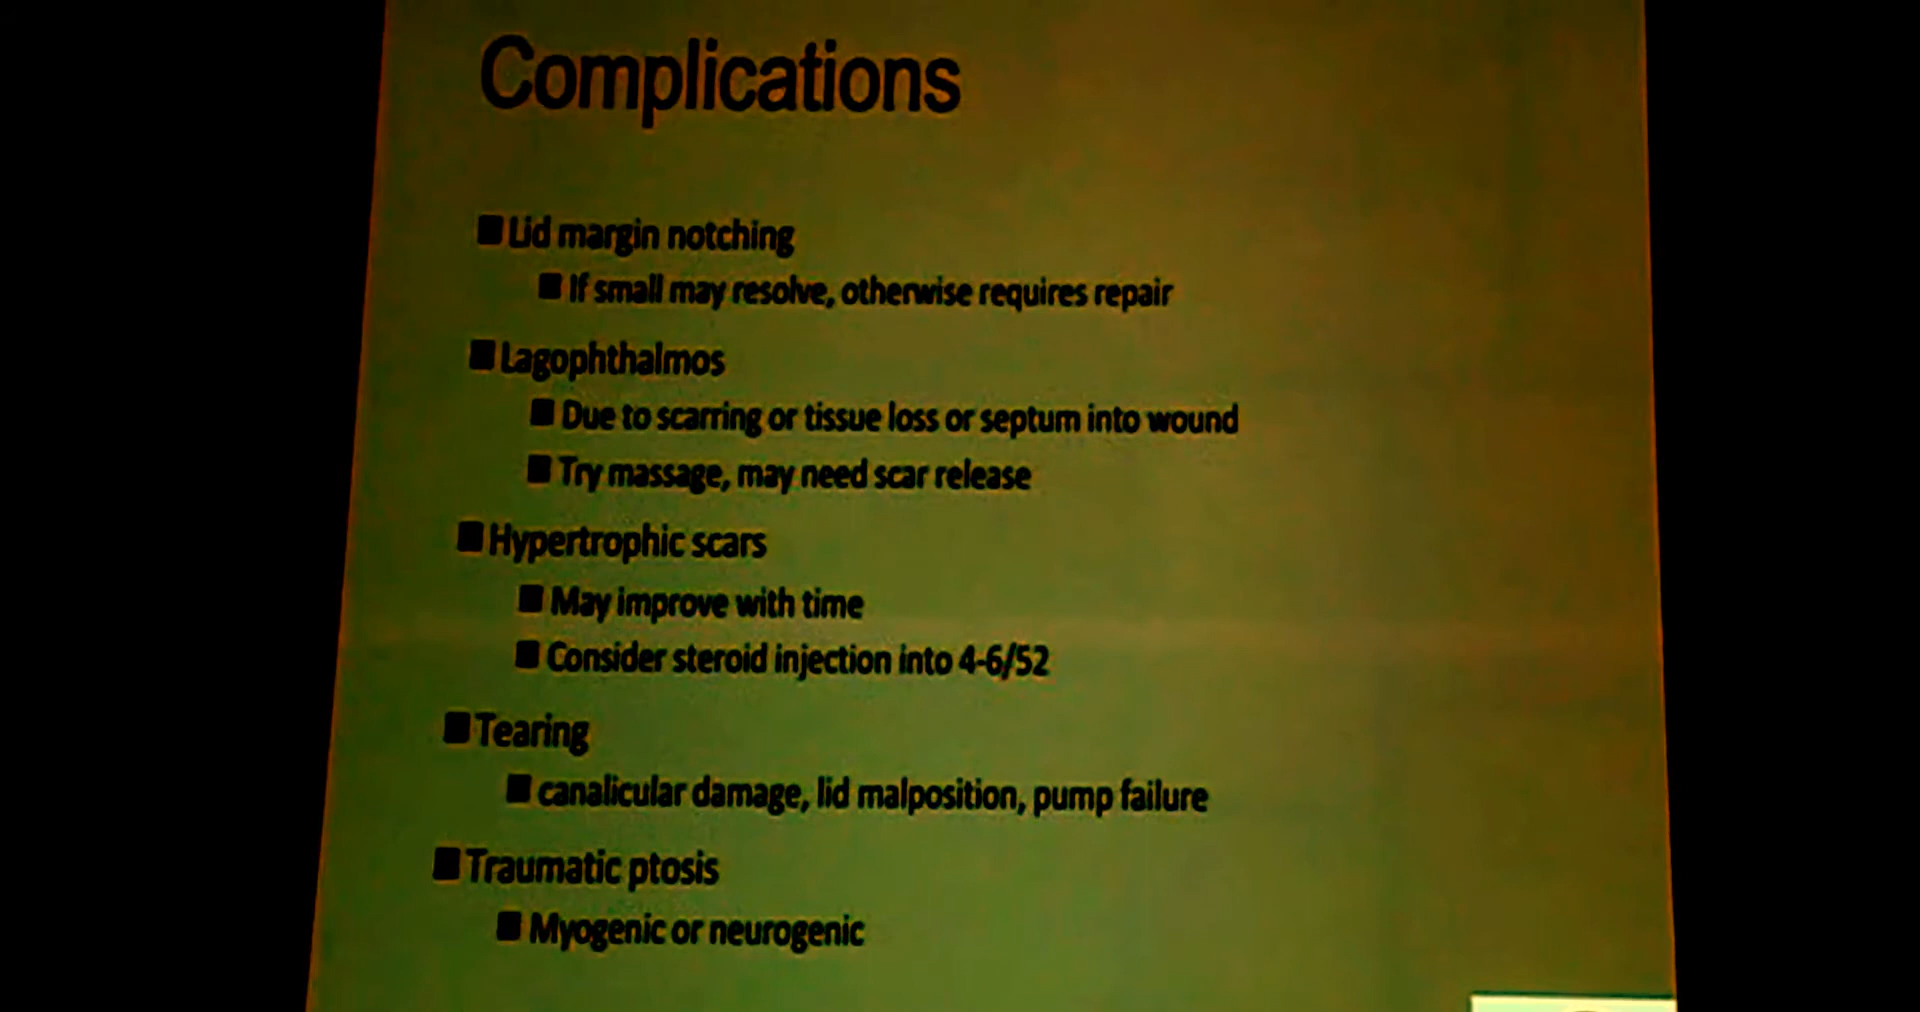 Complications
Lid margin notching
If small may resolve, otherwise requires repair
Lagophthalmos
Due to scarring or tissue loss or septum into wound
Try massage, may need scar release
Hypertrophic scars
May improve with time
Consider steroid injection into 4-6/52
Tearing
canalicular damage, lid malposition, pump failure
Traumatic ptosis
Myogenic or neurogenic